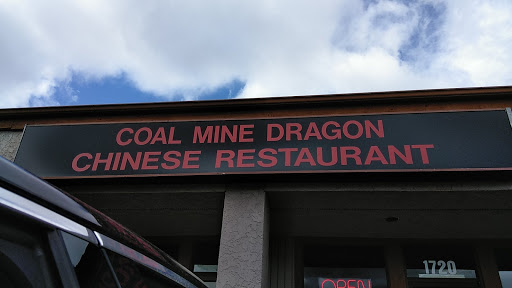 COAL MINE DRAGON
CHINESE RESTAURANT
1720
OPEN